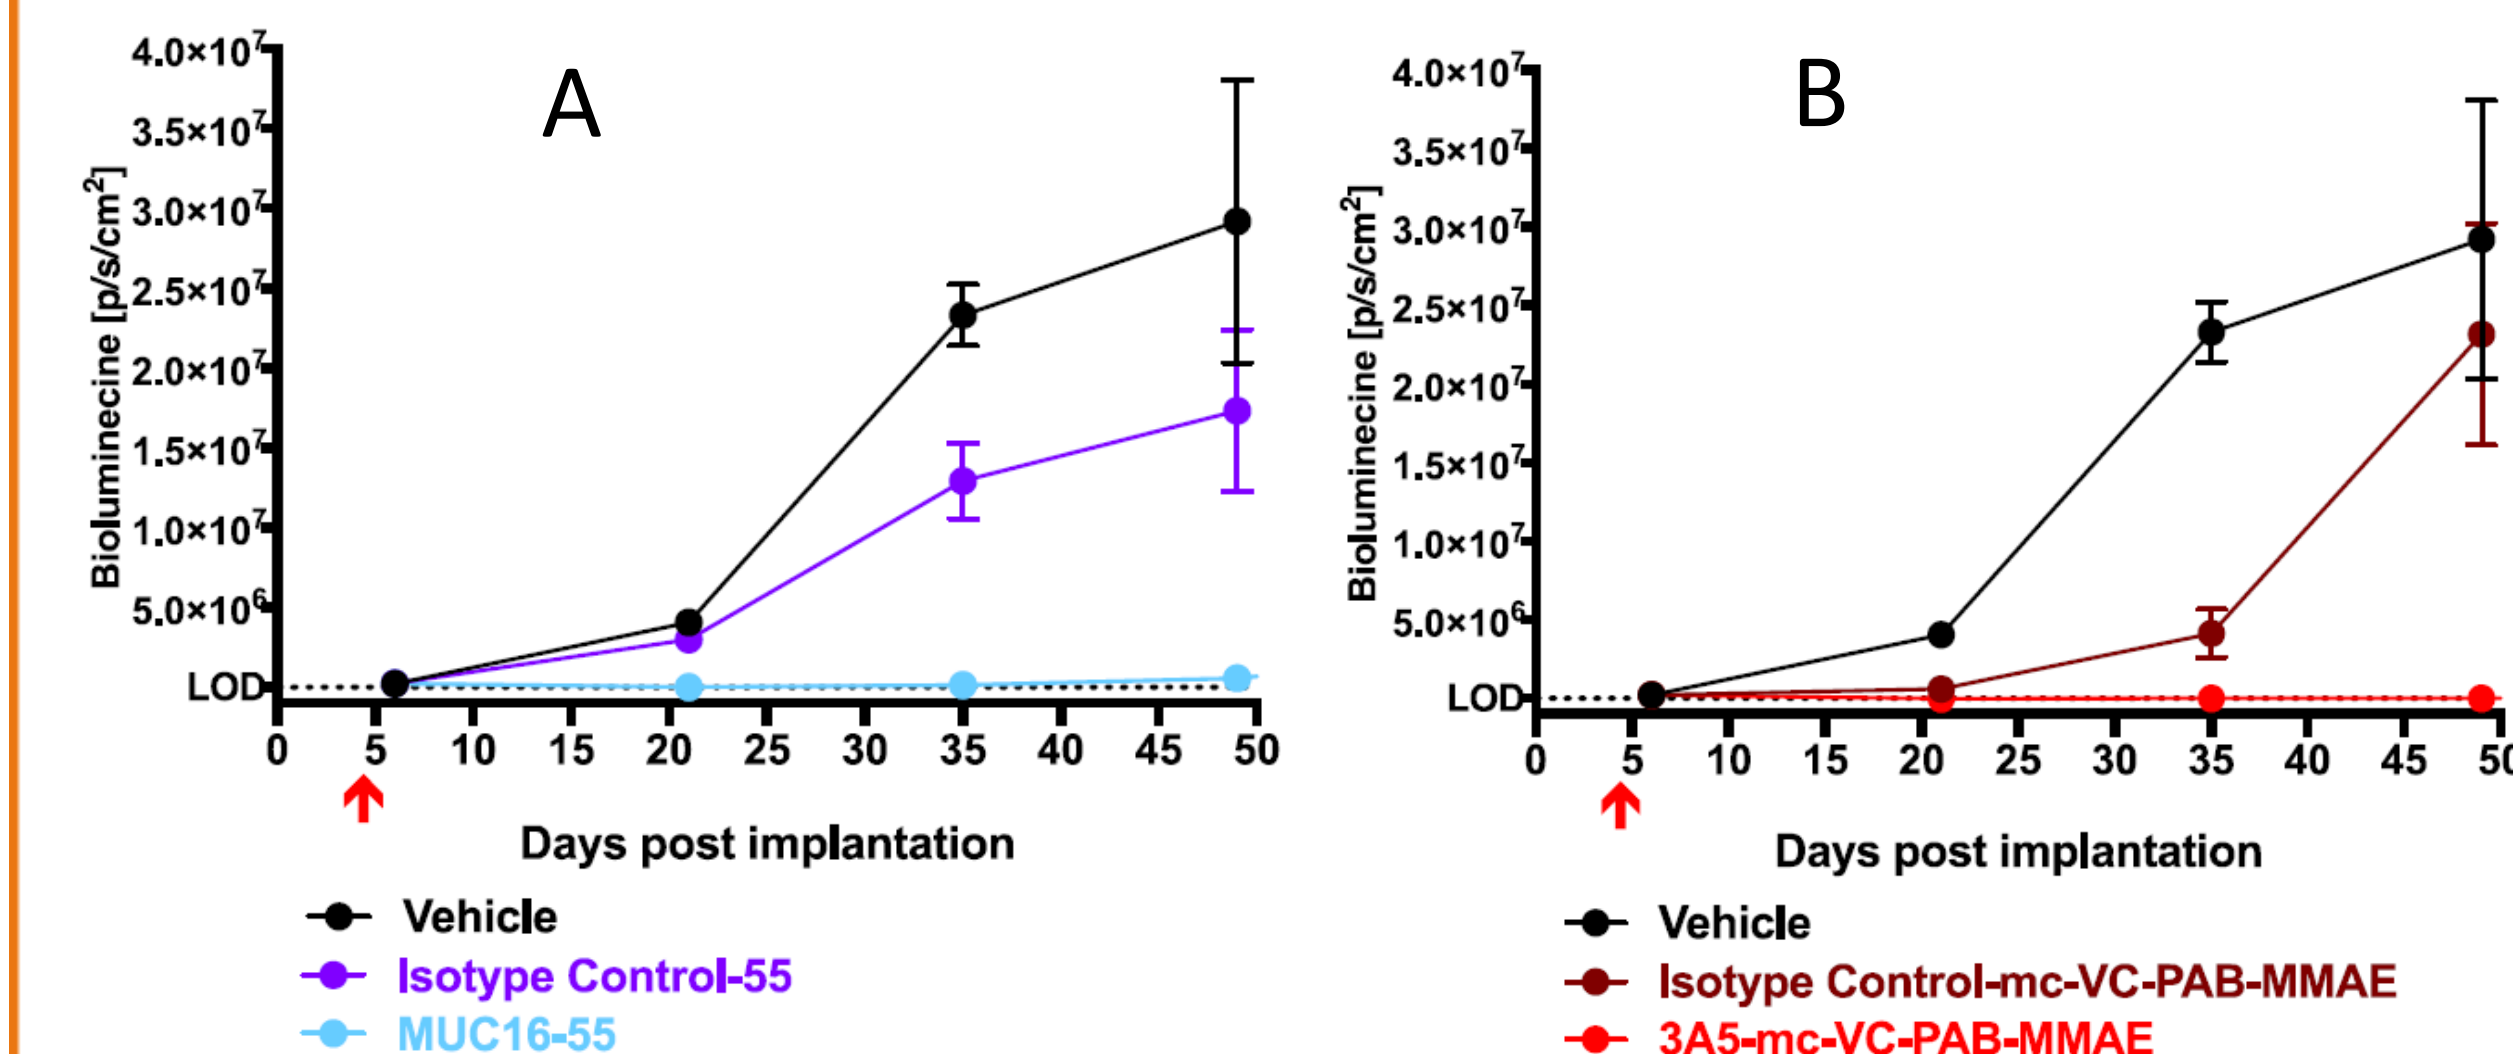 A
4.0×10⁷
3.5×10⁷
3.0×10⁷
2.5×10⁷
2.0×10⁷
1.5×10⁷
1.0×10⁷
5.0×10⁶
LOD
Bioluminecine [p/s/cm²]
0 5 10 15 20 25 30 35 40 45 50
Days post implantation
Vehicle
Isotype Control-55
MUC16-55
B
4.0×10⁷
3.5×10⁷
3.0×10⁷
2.5×10⁷
2.0×10⁷
1.5×10⁷
1.0×10⁷
5.0×10⁶
LOD
Bioluminecine [p/s/cm²]
0 5 10 15 20 25 30 35 40 45 50
Days post implantation
Vehicle
Isotype Control-mc-VC-PAB-MMAE
3A5-mc-VC-PAB-MMAE